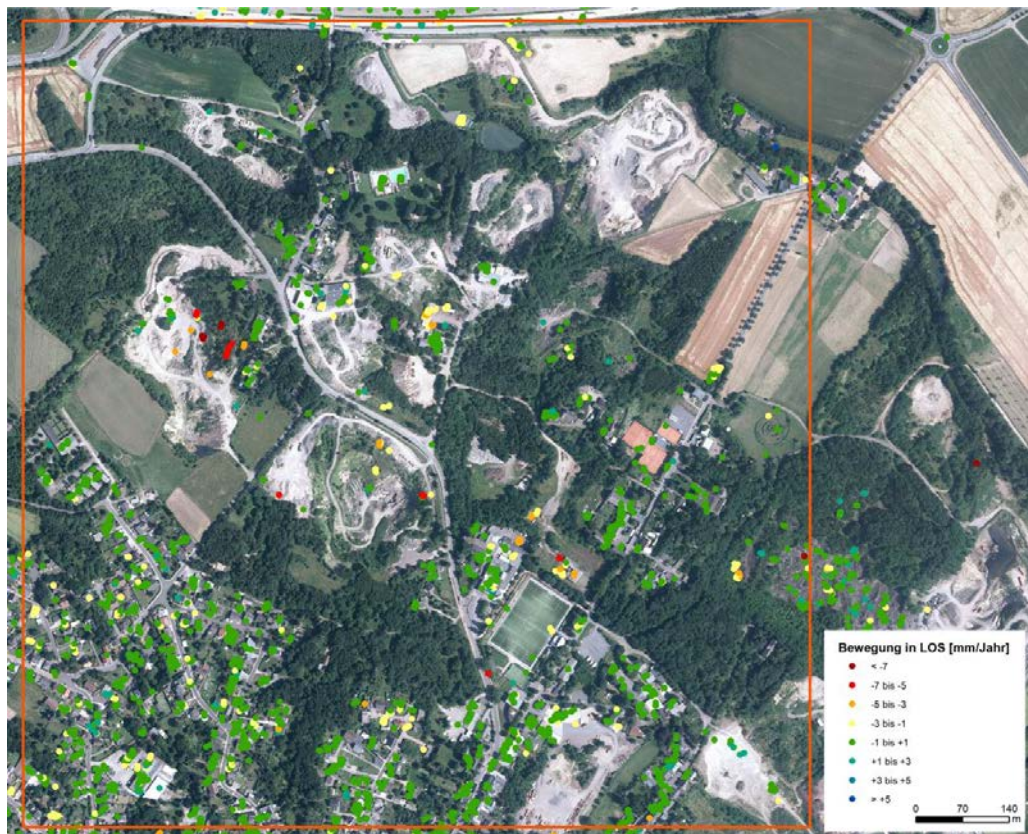 Bewegung in LOS [mm/Jahr]
< -7
-7 bis -5
-5 bis -3
-3 bis -1
-1 bis +1
+1 bis +3
+3 bis +5
> +5
0 70 140
m